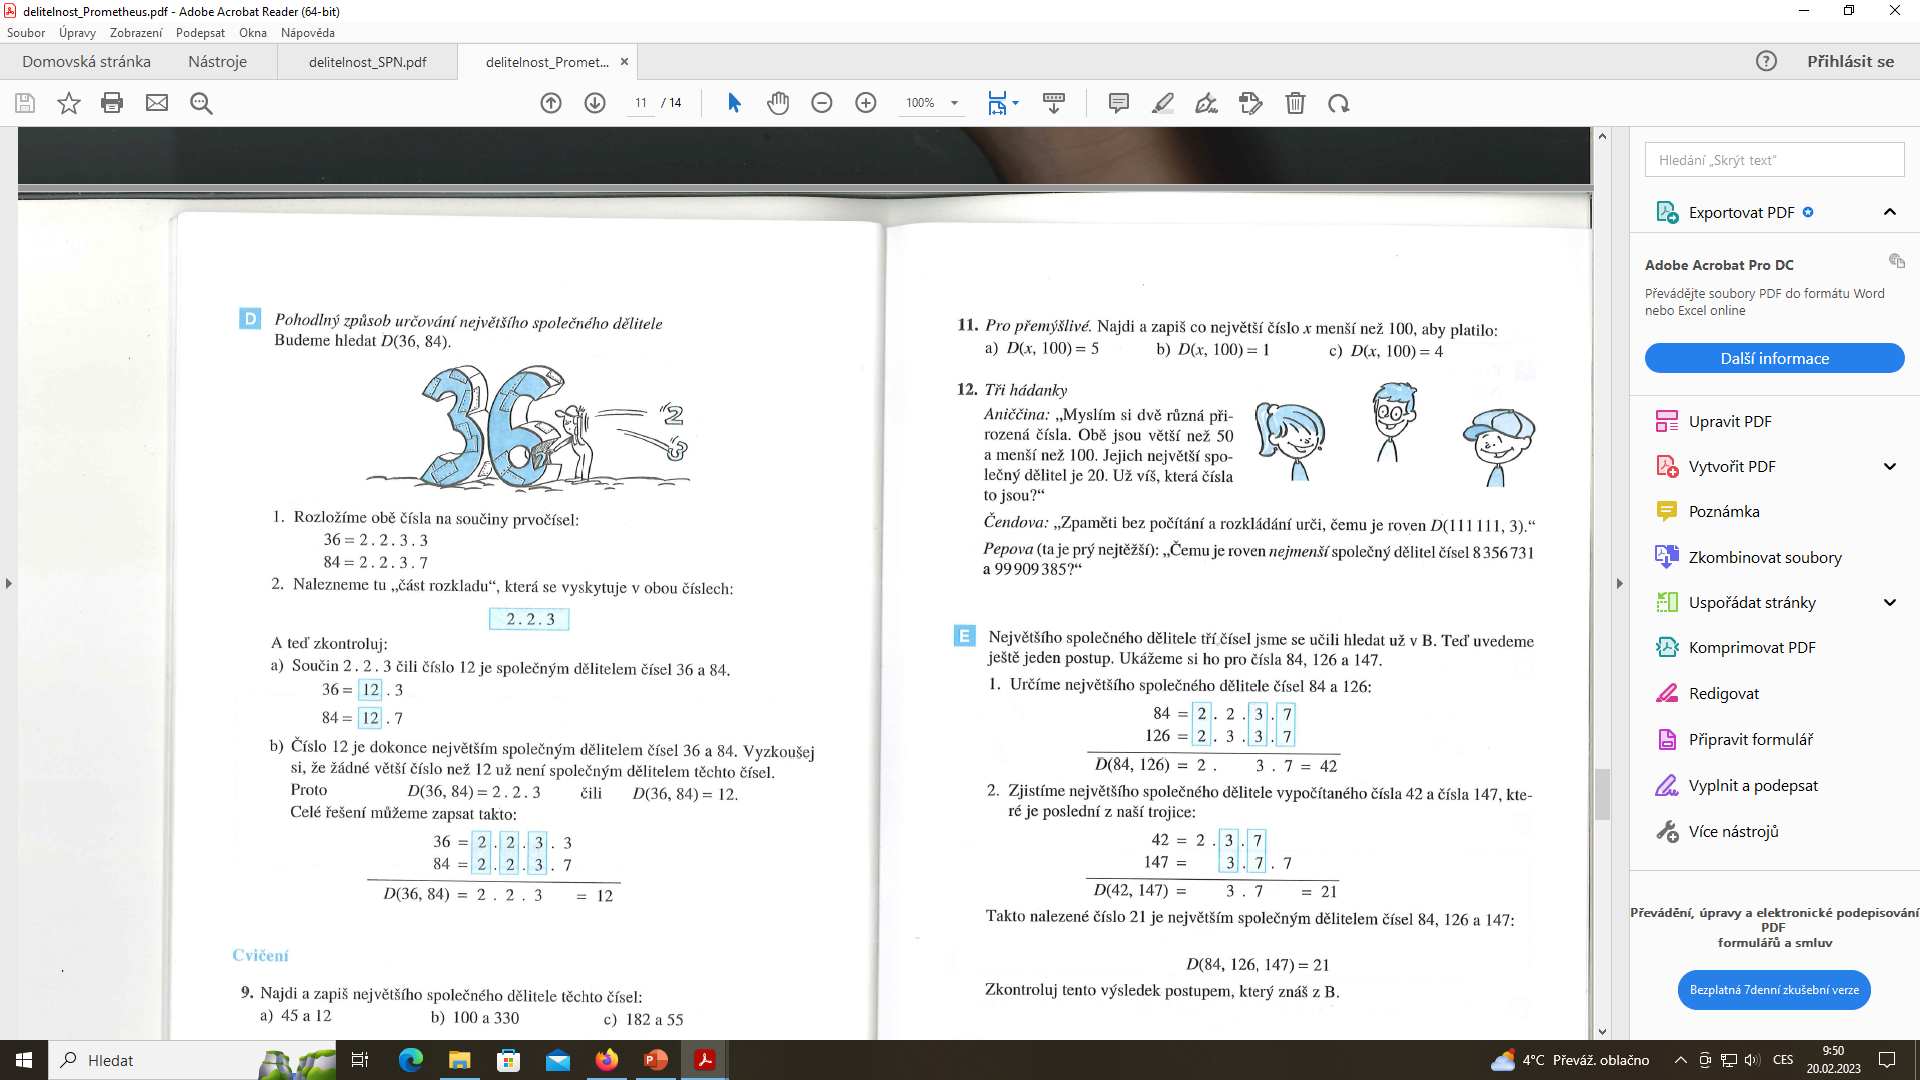 delitelnost_Prometheus.pdf - Adobe Acrobat Reader (64-bit)
Soubor Úpravy Zobrazení Podepsat Okna Nápověda
Domovská stránka Nástroje delitelnost_SPN.pdf delitelnost_Promet... × Přihlásit se
11 / 14 100%
D Pohodlný způsob určování největšího společného dělitele
Budeme hledat D(36, 84).
36 2 3
2
1. Rozložíme obě čísla na součiny prvočísel:
36 = 2 . 2 . 3 . 3
84 = 2 . 2 . 3 . 7
2. Nalezneme tu „část rozkladu“, která se vyskytuje v obou číslech:
2 . 2 . 3
A teď zkontroluj:
a) Součin 2 . 2 . 3 čili číslo 12 je společným dělitelem čísel 36 a 84.
36 = 12 . 3
84 = 12 . 7
b) Číslo 12 je dokonce největším společným dělitelem čísel 36 a 84. Vyzkoušej
si, že žádné větší číslo než 12 už není společným dělitelem těchto čísel.
Proto D(36, 84) = 2 . 2 . 3 čili D(36, 84) = 12.
Celé řešení můžeme zapsat takto:
36 = 2 . 2 . 3 . 3
84 = 2 . 2 . 3 . 7
D(36, 84) = 2 . 2 . 3 = 12
Cvičení
9. Najdi a zapiš největšího společného dělitele těchto čísel:
a) 45 a 12 b) 100 a 330 c) 182 a 55
11. Pro přemýšlivé. Najdi a zapiš co největší číslo x menší než 100, aby platilo:
a) D(x, 100) = 5 b) D(x, 100) = 1 c) D(x, 100) = 4
12. Tři hádanky
Aniččina: „Myslím si dvě různá při-
rozená čísla. Obě jsou větší než 50
a menší než 100. Jejich největší spo-
lečný dělitel je 20. Už víš, která čísla
to jsou?“
Čendova: „Zpaměti bez počítání a rozkládání urči, čemu je roven D(111 111, 3).“
Pepova (ta je prý nejtěžší): „Čemu je roven nejmenší společný dělitel čísel 8 356 731
a 99 909 385?“
E Největšího společného dělitele tří čísel jsme se učili hledat už v B. Teď uvedeme
ještě jeden postup. Ukážeme si ho pro čísla 84, 126 a 147.
1. Určíme největšího společného dělitele čísel 84 a 126:
84 = 2 . 2 . 3 . 7
126 = 2 . 3 . 3 . 7
D(84, 126) = 2 . 3 . 7 = 42
2. Zjistíme největšího společného dělitele vypočítaného čísla 42 a čísla 147, kte-
ré je poslední z naší trojice:
42 = 2 . 3 . 7
147 = 3 . 7 . 7
D(42, 147) = 3 . 7 = 21
Takto nalezené číslo 21 je největším společným dělitelem čísel 84, 126 a 147:
D(84, 126, 147) = 21
Zkontroluj tento výsledek postupem, který znáš z B.
Hledání „Skrýt text“
Exportovat PDF
Adobe Acrobat Pro DC
Převádějte soubory PDF do formátu Word
nebo Excel online
Další informace
Upravit PDF
Vytvořit PDF
Poznámka
Zkombinovat soubory
Uspořádat stránky
Komprimovat PDF
Redigovat
Připravit formulář
Vyplnit a podepsat
Více nástrojů
Převádění, úpravy a elektronické podepisování
PDF
formulářů a smluv
Bezplatná 7denní zkušební verze
Hledat
4°C Převáž. oblačno CES 9:50
20.02.2023